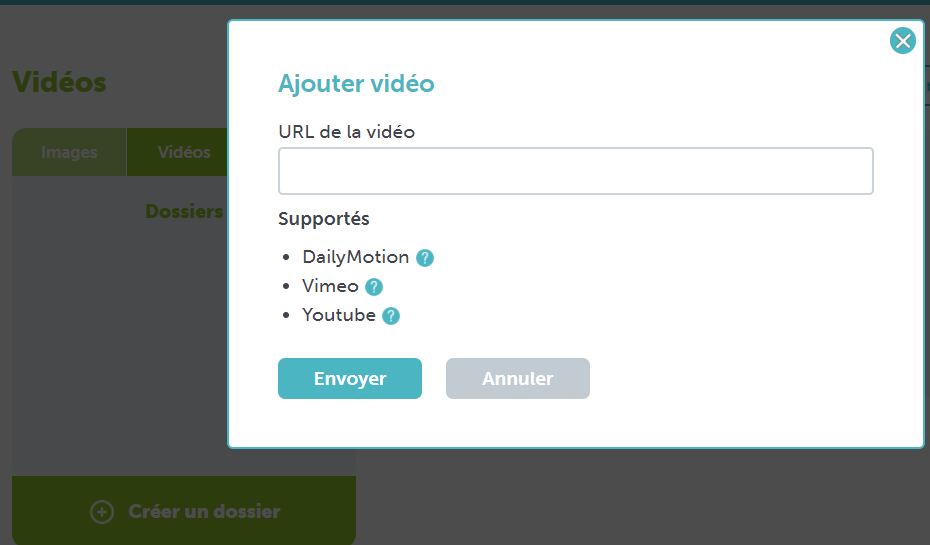 Vidéos
Images
Vidéos
Dossiers
Créer un dossier
Ajouter vidéo
URL de la vidéo
Supportés
DailyMotion ?
Vimeo ?
Youtube ?
Envoyer
Annuler